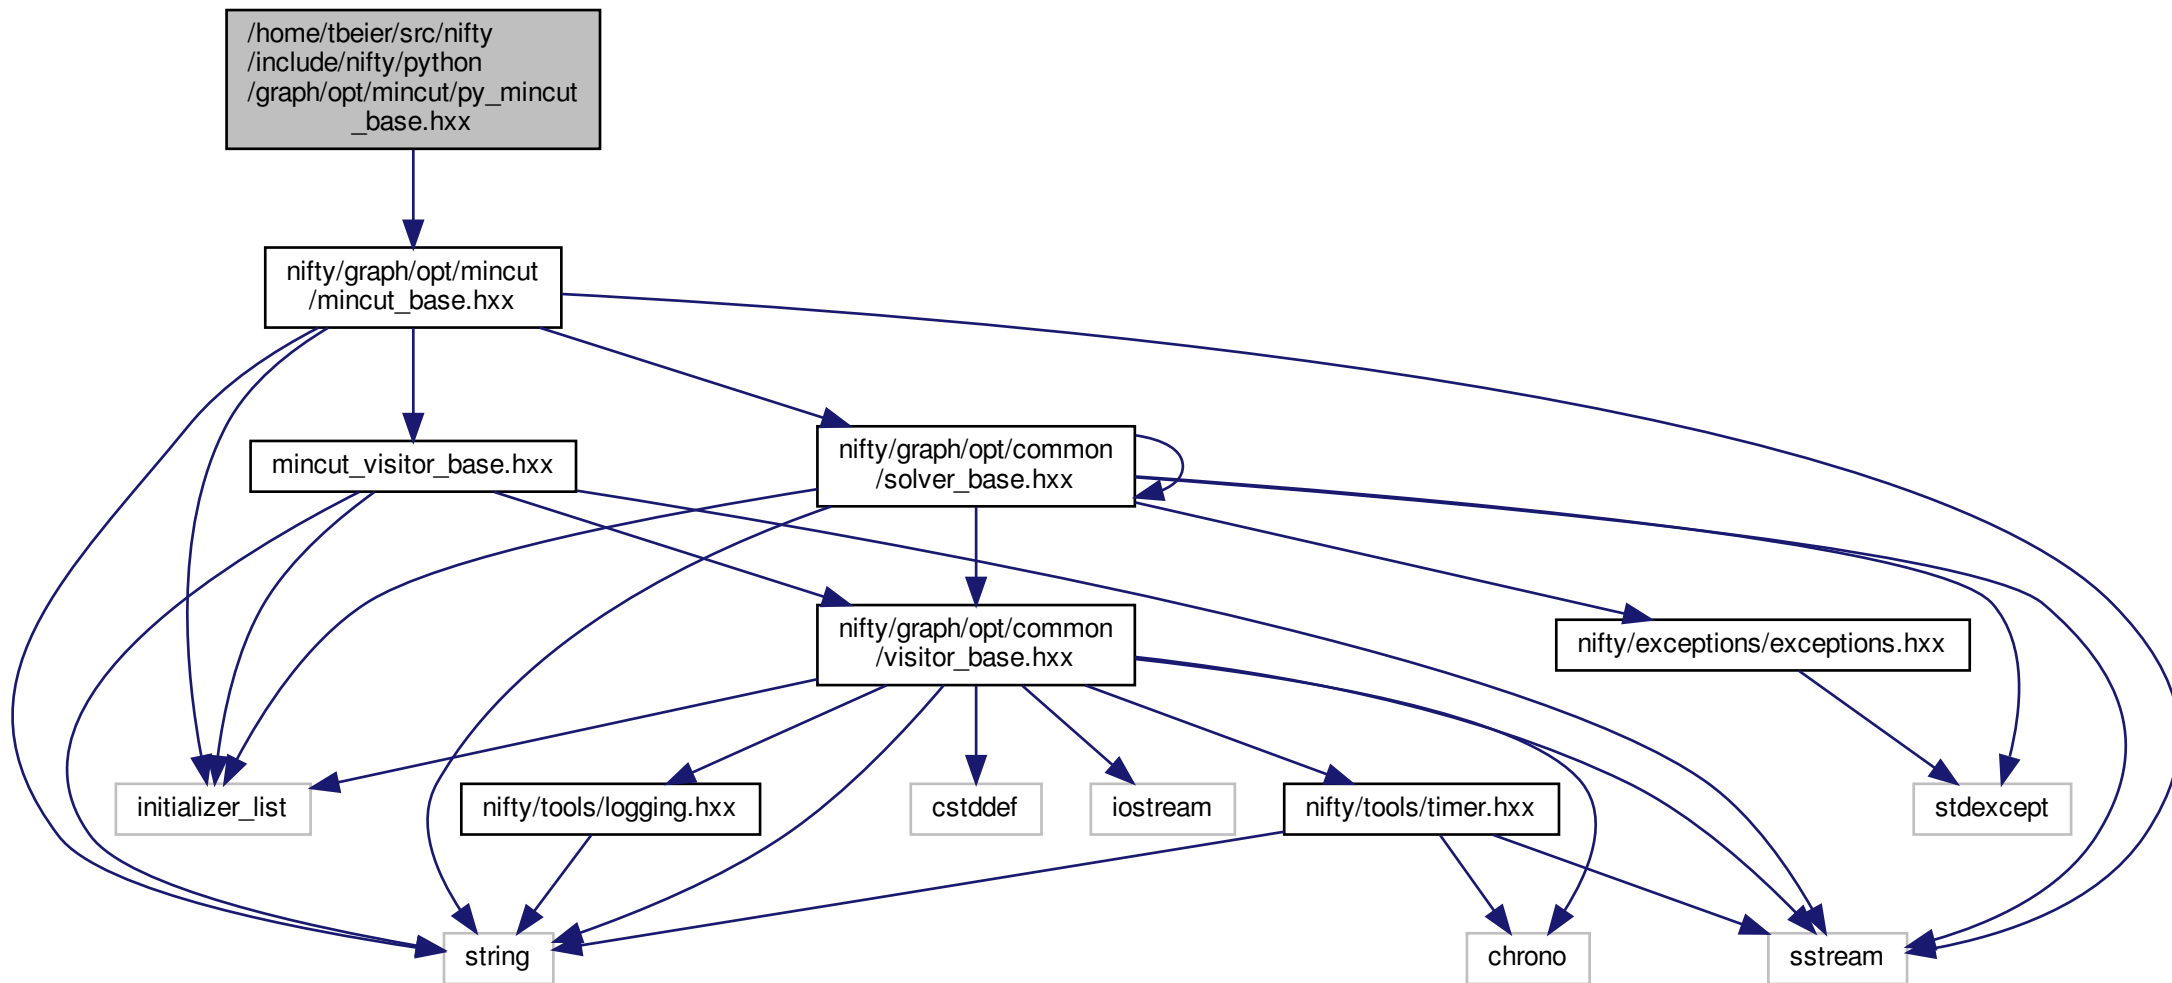 /home/tbeier/src/nifty
/include/nifty/python
/graph/opt/mincut/py_mincut
_base.hxx
nifty/graph/opt/mincut
/mincut_base.hxx
mincut_visitor_base.hxx
nifty/graph/opt/common
/solver_base.hxx
nifty/graph/opt/common
/visitor_base.hxx
nifty/exceptions/exceptions.hxx
initializer_list
nifty/tools/logging.hxx
cstddef
iostream
nifty/tools/timer.hxx
stdexcept
string
chrono
sstream